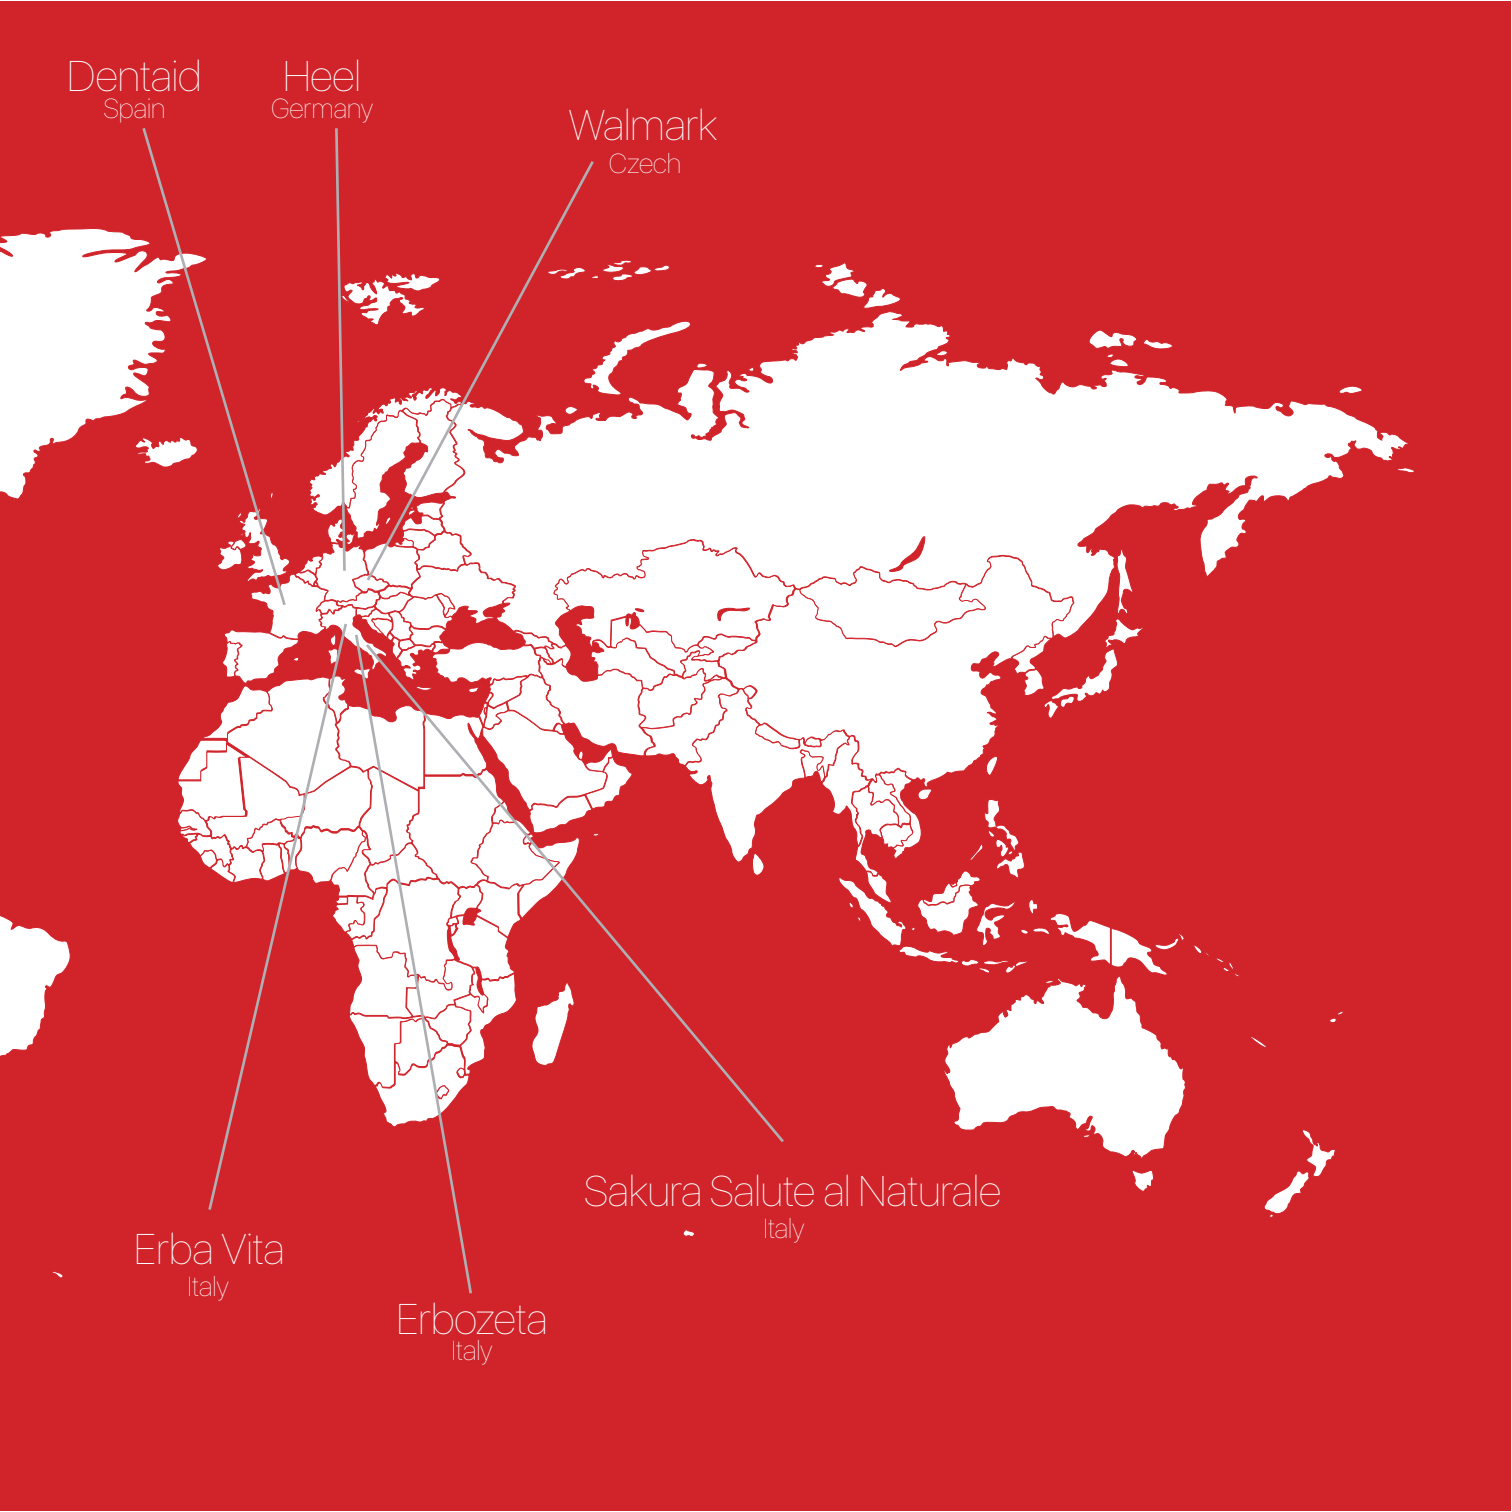 Dentaid
Spain
Heel
Germany
Walmark
Czech
Sakura Salute al Naturale
Italy
Erba Vita
Italy
Erbozeta
Italy